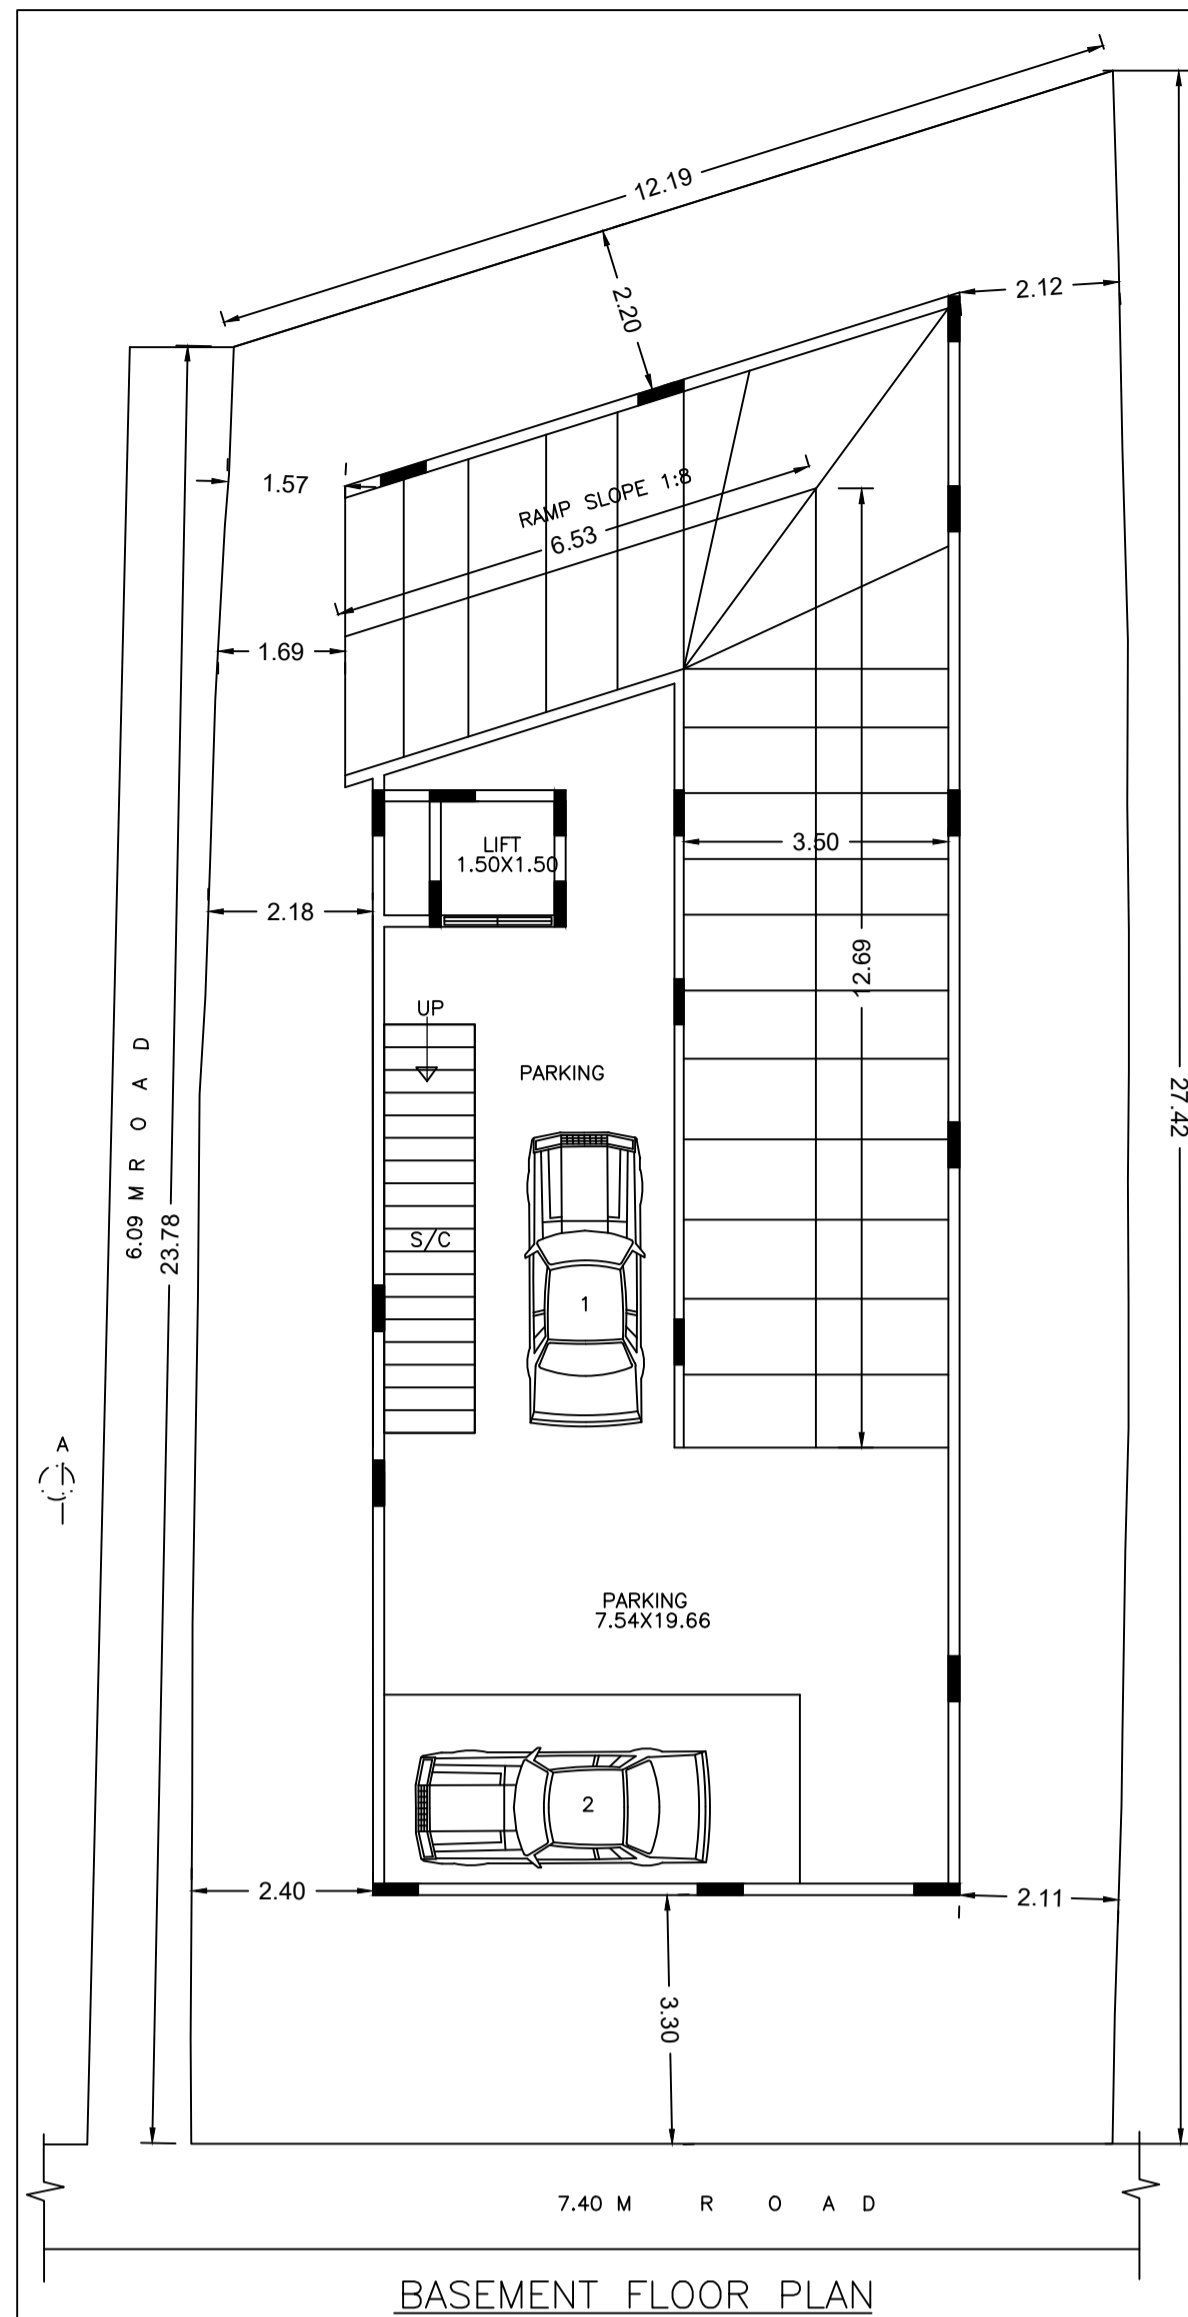 12.19
2.20
2.12
1.57
RAMP SLOPE 1:8
6.53
1.69
LIFT
1.50X1.50
3.50
2.18
12.69
UP
PARKING
27.42
6.09 M R O A D
23.78
S/C
1
A
PARKING
7.54X19.66
2
2.40
2.11
3.30
7.40 M R O A D
BASEMENT FLOOR PLAN